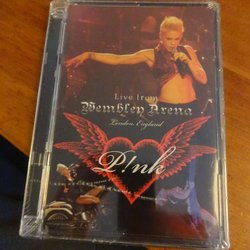 Live from
Wembley Arena
London, England
P!nk